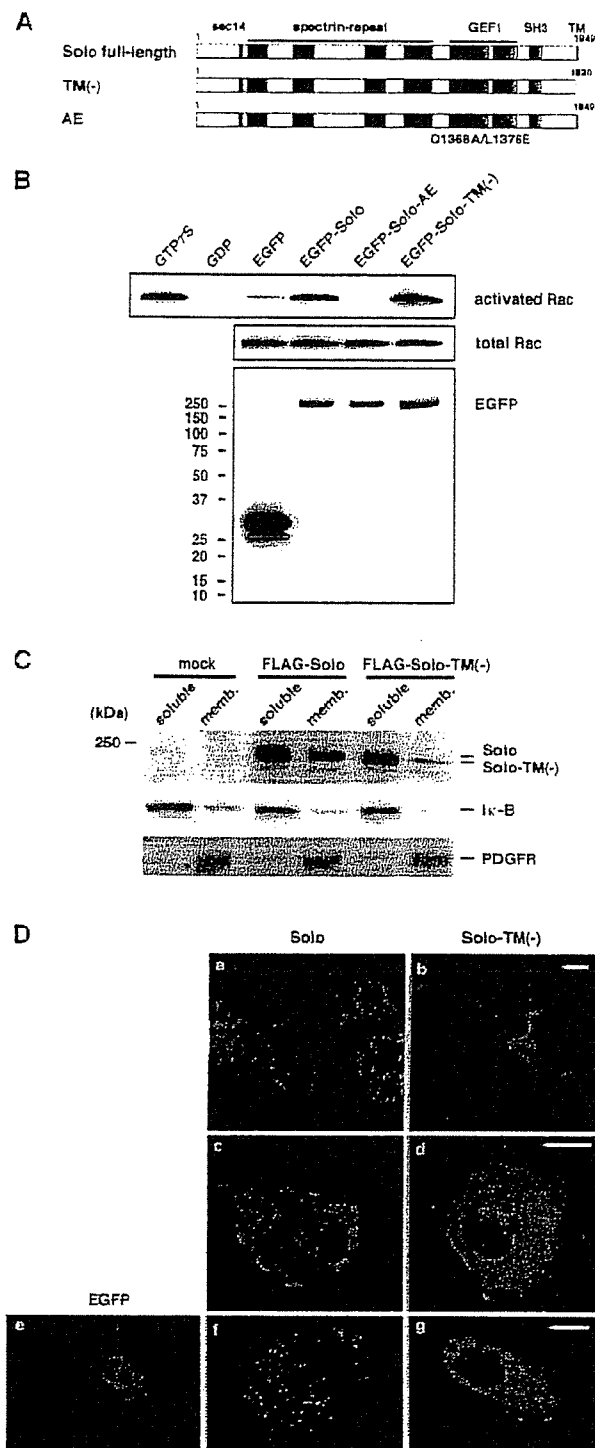 A
sec14 spectrin-repeat GEF1 SH3 TM
1 1849
Solo full-length
1 1830
TM(-)
1 1849
AE
Q1368A/L1376E
B
GTPγS GDP EGFP EGFP-Solo EGFP-Solo-AE EGFP-Solo-TM(-)
activated Rac
total Rac
EGFP
250
150
100
75
50
37
25
20
15
10
C
mock FLAG-Solo FLAG-Solo-TM(-)
soluble memb. soluble memb. soluble memb.
(kDa)
250
Solo
Solo-TM(-)
Iκ-B
PDGFR
D
Solo Solo-TM(-)
a b
c d
EGFP
e f g